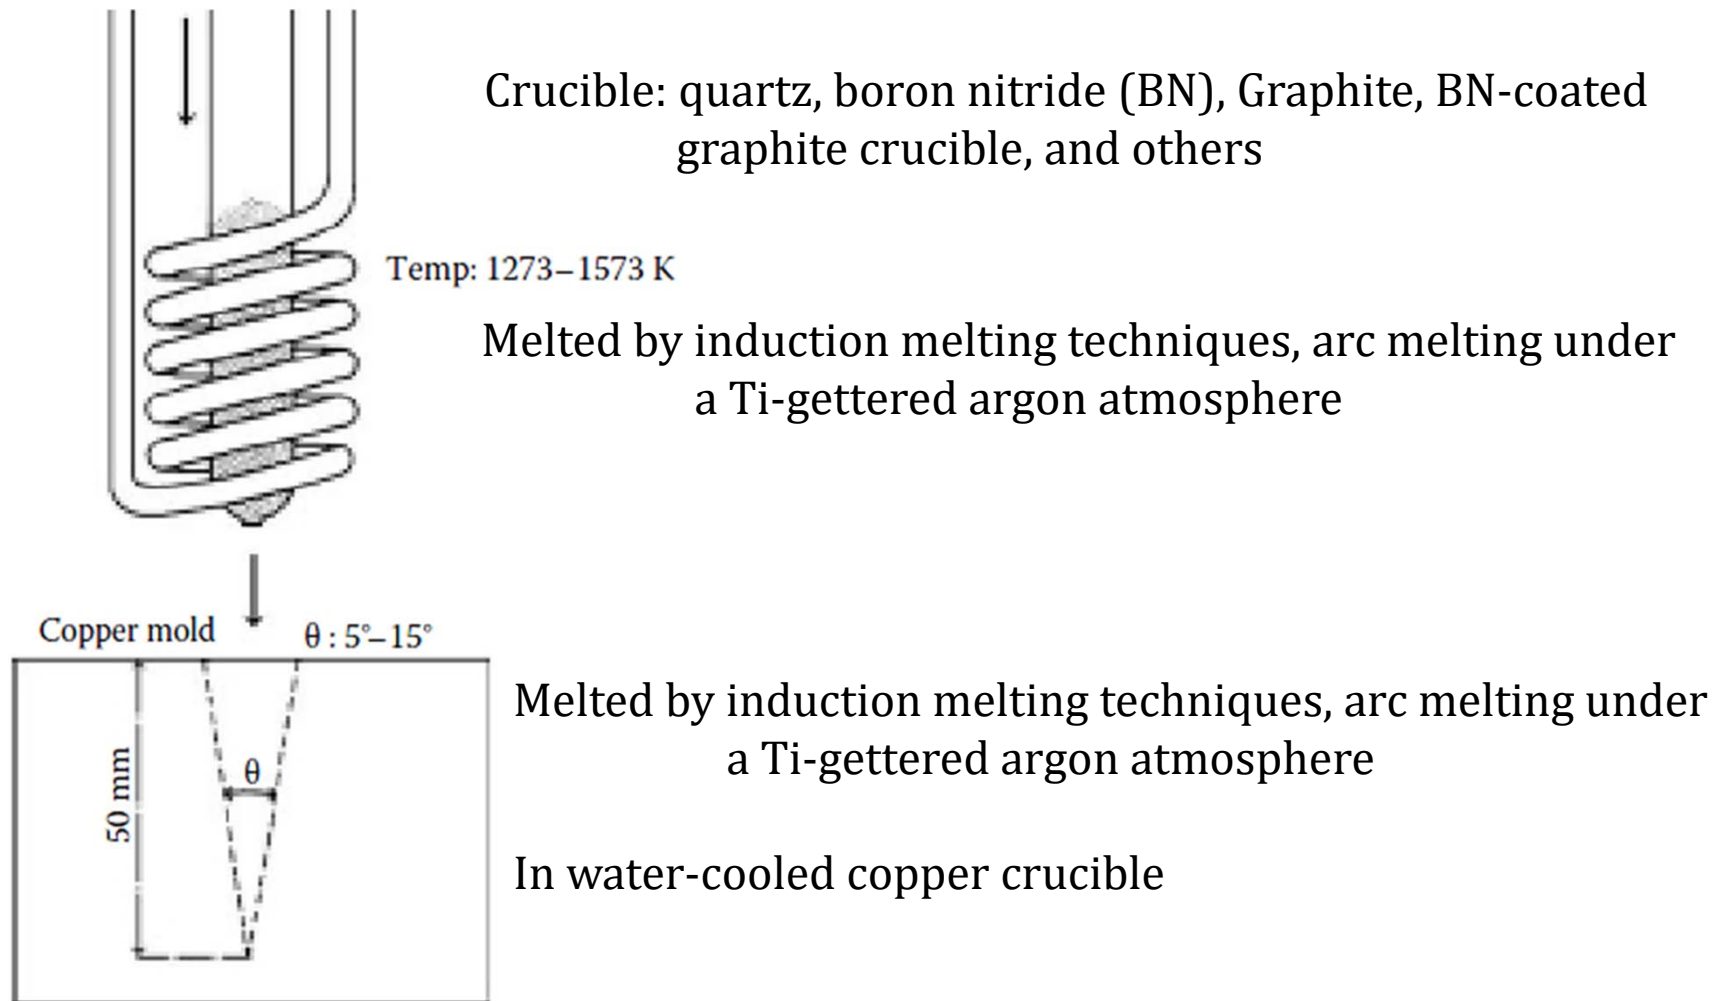 Crucible: quartz, boron nitride (BN), Graphite, BN-coated
graphite crucible, and others
Temp: 1273–1573 K
Melted by induction melting techniques, arc melting under
a Ti-gettered argon atmosphere
Copper mold
θ : 5°–15°
Melted by induction melting techniques, arc melting under
a Ti-gettered argon atmosphere
θ
50 mm
In water-cooled copper crucible